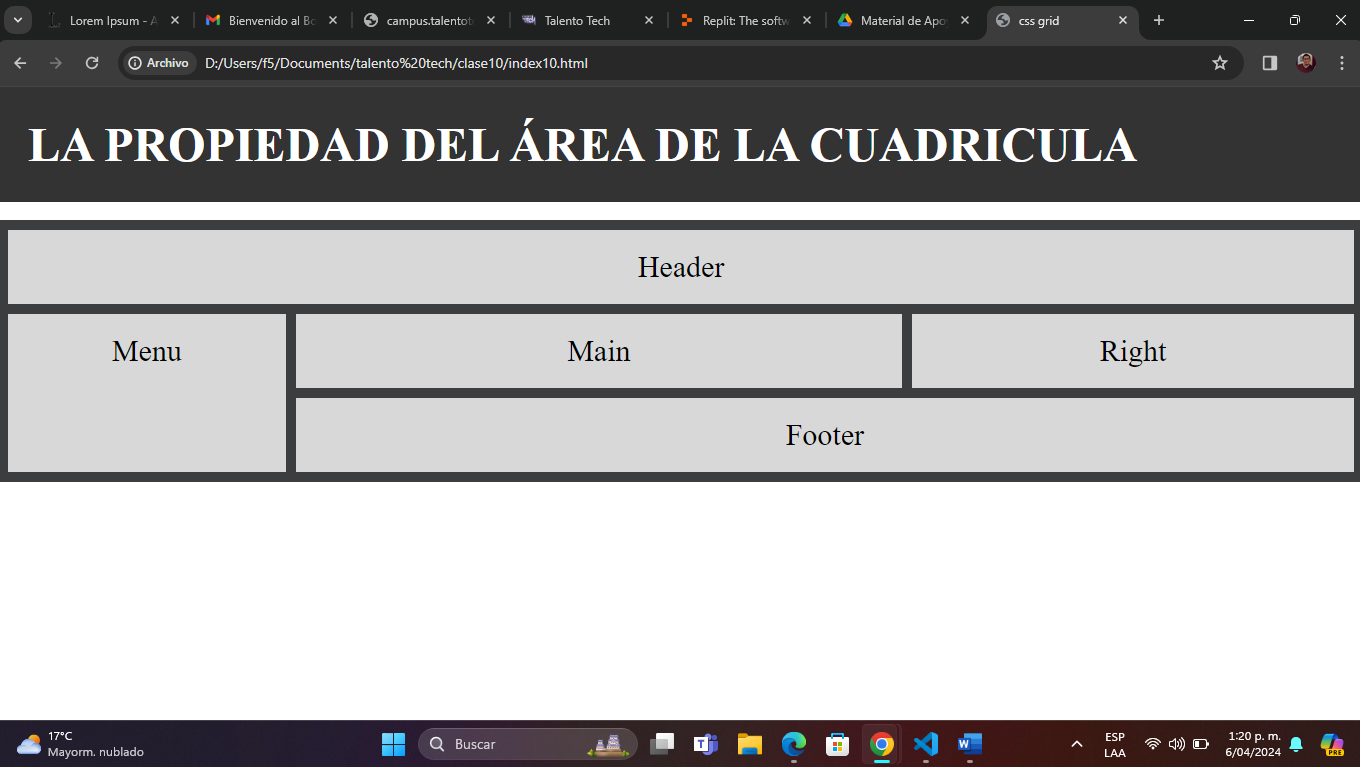 Lorem Ipsum - A
Bienvenido al Bo
campus.talentot
Talento Tech
Replit: The softw
Material de Apo
css grid
Archivo
D:/Users/f5/Documents/talento%20tech/clase10/index10.html
LA PROPIEDAD DEL ÁREA DE LA CUADRICULA
Header
Menu
Main
Right
Footer
17°C
Mayorm. nublado
Buscar
ESP
LAA
1:20 p. m.
6/04/2024
PRE